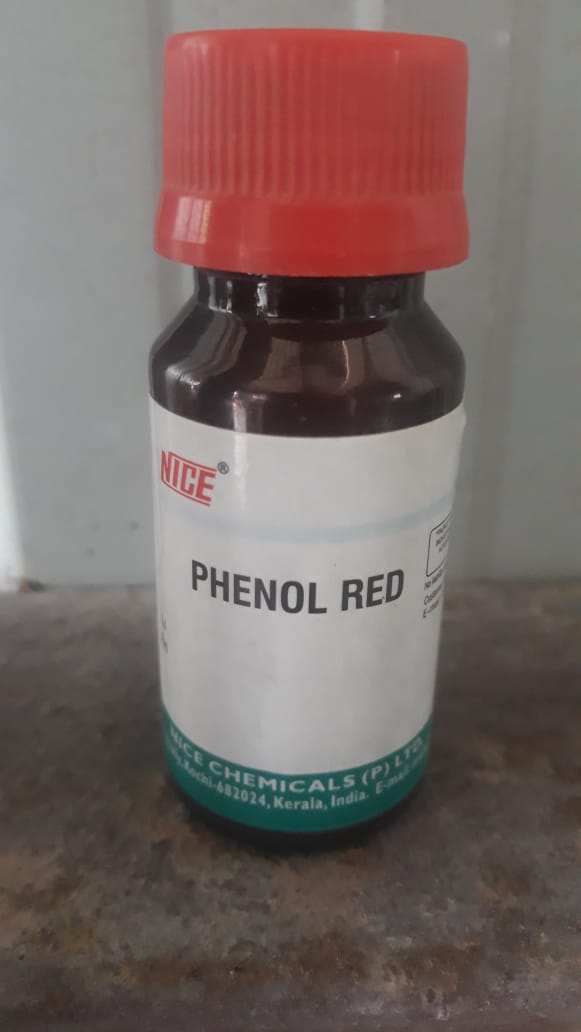 NICE®
PHENOL RED
NICE CHEMICALS (P) LTD.
Kochi-682024, Kerala, India. E-mail: